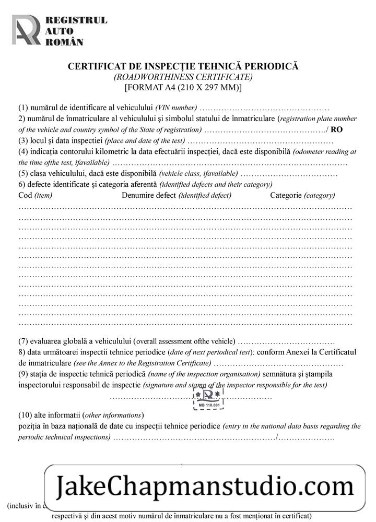 REGISTRUL
AUTO
ROMÂN
CERTIFICAT DE INSPECȚIE TEHNICĂ PERIODICĂ
(ROADWORTHINESS CERTIFICATE)
[FORMAT A4 (210 X 297 MM)]
(1) numărul de identificare al vehiculului (VIN number) ……………………………………
2) numărul de înmatriculare al vehiculului și simbolul statului de înmatriculare (registration plate number
of the vehicle and country symbol of the State of registration) ……………………………/ RO
(3) locul și data inspectiei (place and date of the test) ……………………………………
(4) indicația contorului kilometric la data efectuării inspecției, dacă este disponibilă (odometer reading at
the time ofthe test, ifavailable) ……………………………………
(5) clasa vehiculului, dacă este disponibilă (vehicle class, ifavailable) ……………………………
6) defecte identificate și categoria aferentă (identified defects and their category)
Cod (item) Denumire defect (identified defect) Categorie (category)
(7) evaluarea globală a vehiculului (overall assessment ofthe vehicle) ……………………………
8) data următoarei inspectii tehnice periodice (date of next periodical test): conform Anexei la Certificatul
de inmatriculare (see the Annex to the Registration Certificate) ……………………………
(9) stația de inspectie tehnică periodică (name of the inspection organisation) semnătura și ștampila
inspectorului responsabil de inspectie (signature and stamp of the inspector responsible for the test)
(10) alte informatii (other informations)
poziția in baza națională de date cu inspecții tehnice periodice (entry in the national data basis regarding the
periodic technical inspections) ……………………………/……………
JakeChapmanstudio.com
(inclusiv în c
respectivă și din acest motiv numărul de înmatriculare nu a fost menționat în certificat)